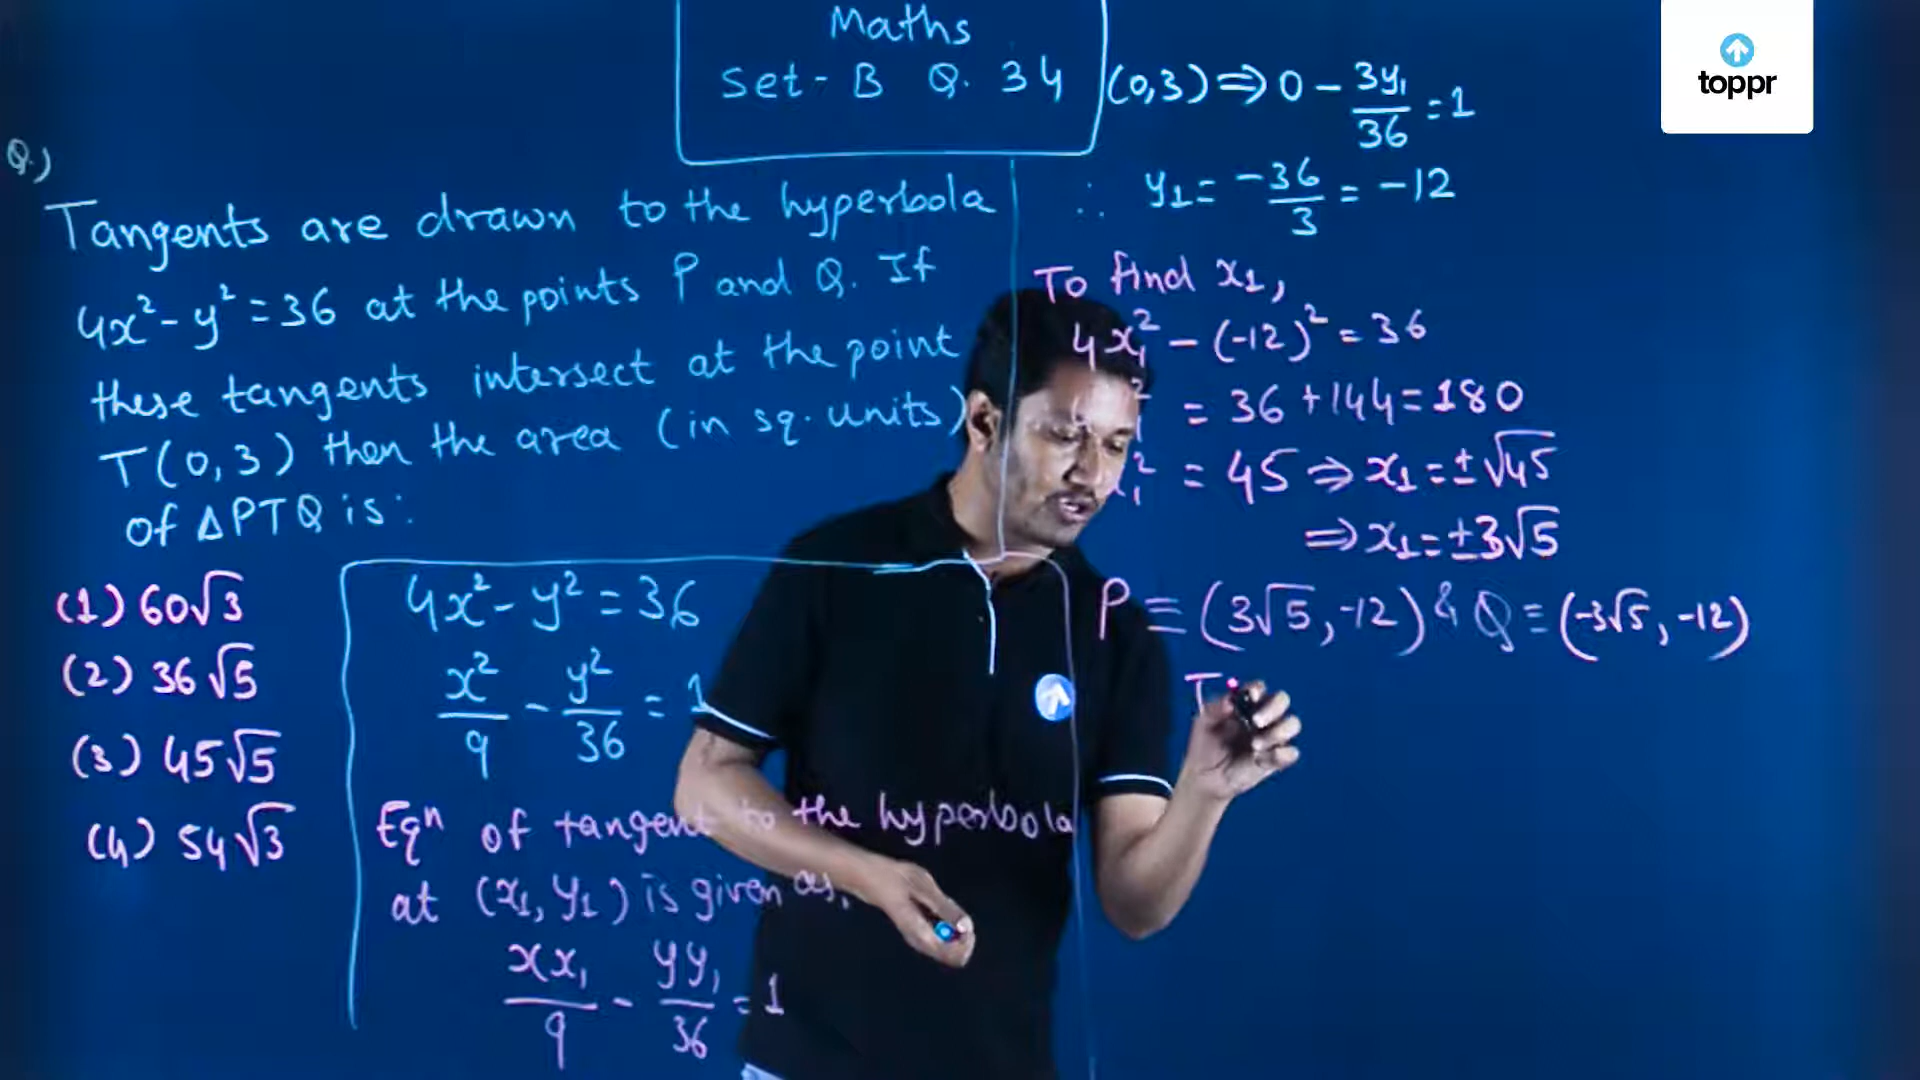 Maths
Set - B Q. 34
toppr
Q.)
Tangents are drawn to the hyperbola
4x² - y² = 36 at the points P and Q. If
these tangents intersect at the point
T(0,3) then the area (in sq. units)
of ΔPTQ is:
(1) 60√3
(2) 36√5
(3) 45√5
(4) 54√3
4x² - y² = 36
x²/9 - y²/36 = 1
Eqⁿ of tangent to the hyperbola
at (x₁, y₁) is given as,
xx₁/9 - yy₁/36 = 1
(0,3) ⇒ 0 - 3y₁/36 = 1
∴ y₁ = -36/3 = -12
To find x₁,
4x₁² - (-12)² = 36
² = 36 + 144 = 180
x₁² = 45 ⇒ x₁ = ±√45
⇒ x₁ = ±3√5
P ≡ (3√5, -12) & Q ≡ (-3√5, -12)
T